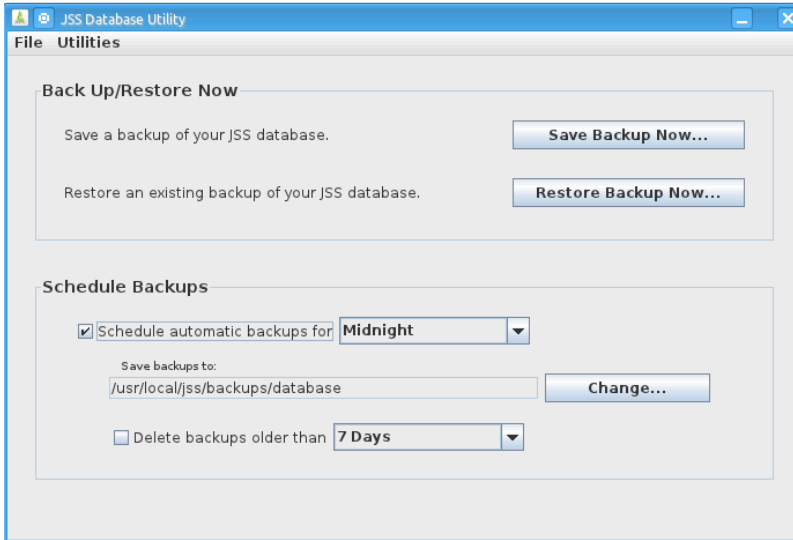 JSS Database Utility
File Utilities
Back Up/Restore Now
Save a backup of your JSS database.
Save Backup Now...
Restore an existing backup of your JSS database.
Restore Backup Now...
Schedule Backups
Schedule automatic backups for Midnight
Save backups to:
/usr/local/jss/backups/database
Change...
Delete backups older than 7 Days